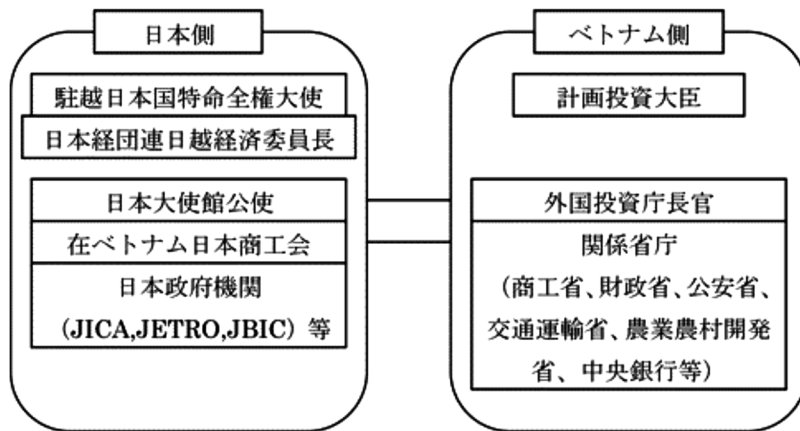 日本側
駐越日本国特命全権大使
日本経団連日越経済委員長
日本大使館公使
在ベトナム日本商工会
日本政府機関
（JICA,JETRO,JBIC）等
ベトナム側
計画投資大臣
外国投資庁長官
関係省庁
（商工省、財政省、公安省、
交通運輸省、農業農村開発
省、中央銀行等）